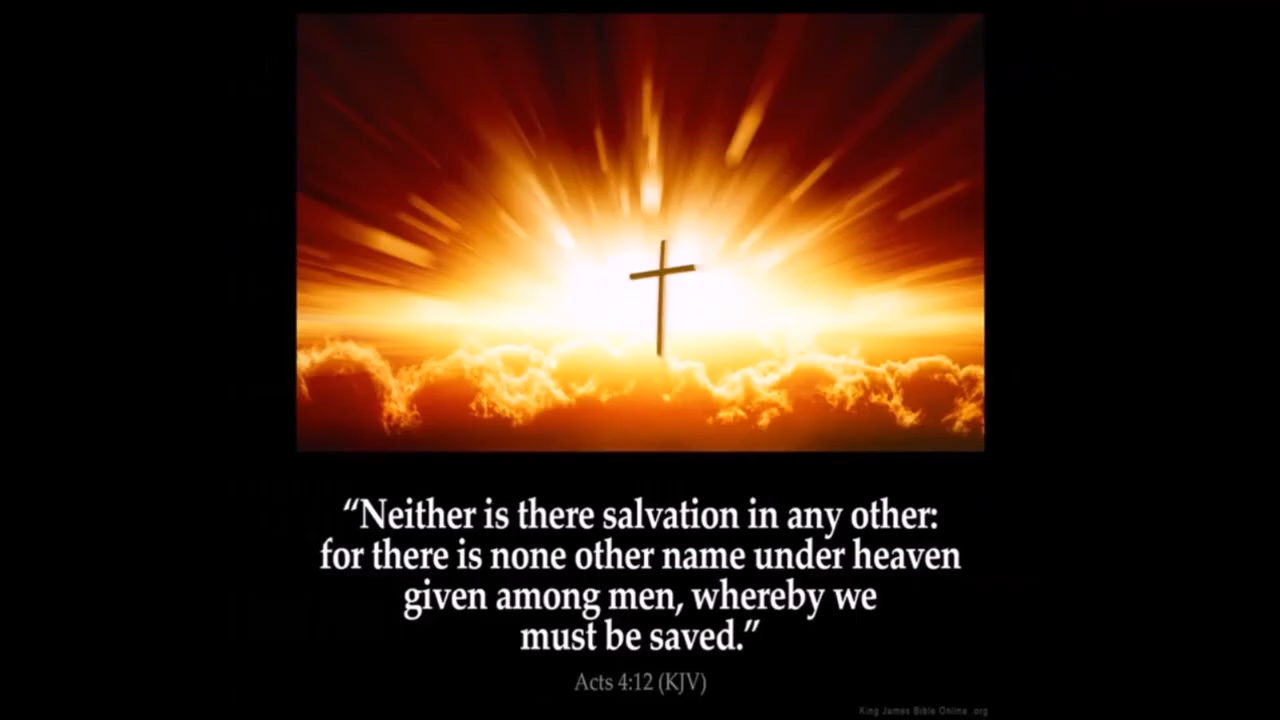 “Neither is there salvation in any other:
for there is none other name under heaven
given among men, whereby we
must be saved.”
Acts 4:12 (KJV)
King James Bible Online .org